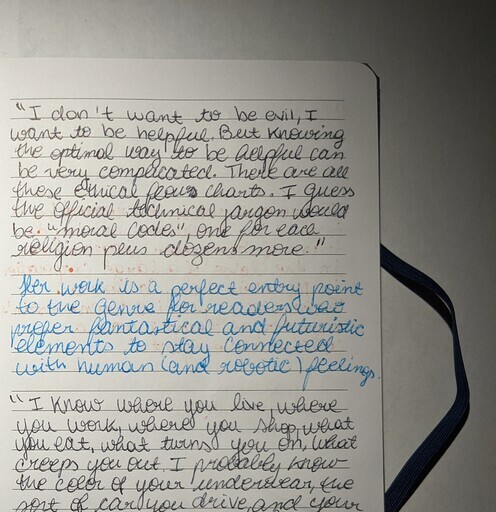 "I don't want to be evil, I
want to be helpful. But knowing
the optimal way to be helpful can
be very complicated. There are all
these ethical flows charts. I guess
the official technical jargon would
be "moral codes", one for each
religion plus dozens more."
Her work is a perfect entry point
to the genre for readers who
prefer fantastical and futuristic
elements to stay connected
with human (and robotic) feelings.
"I know where you live, where
you work, where you shop, what
you eat, what turns you on, what
creeps you out. I probably know
the color of your underwear, the
sort of car you drive, and your